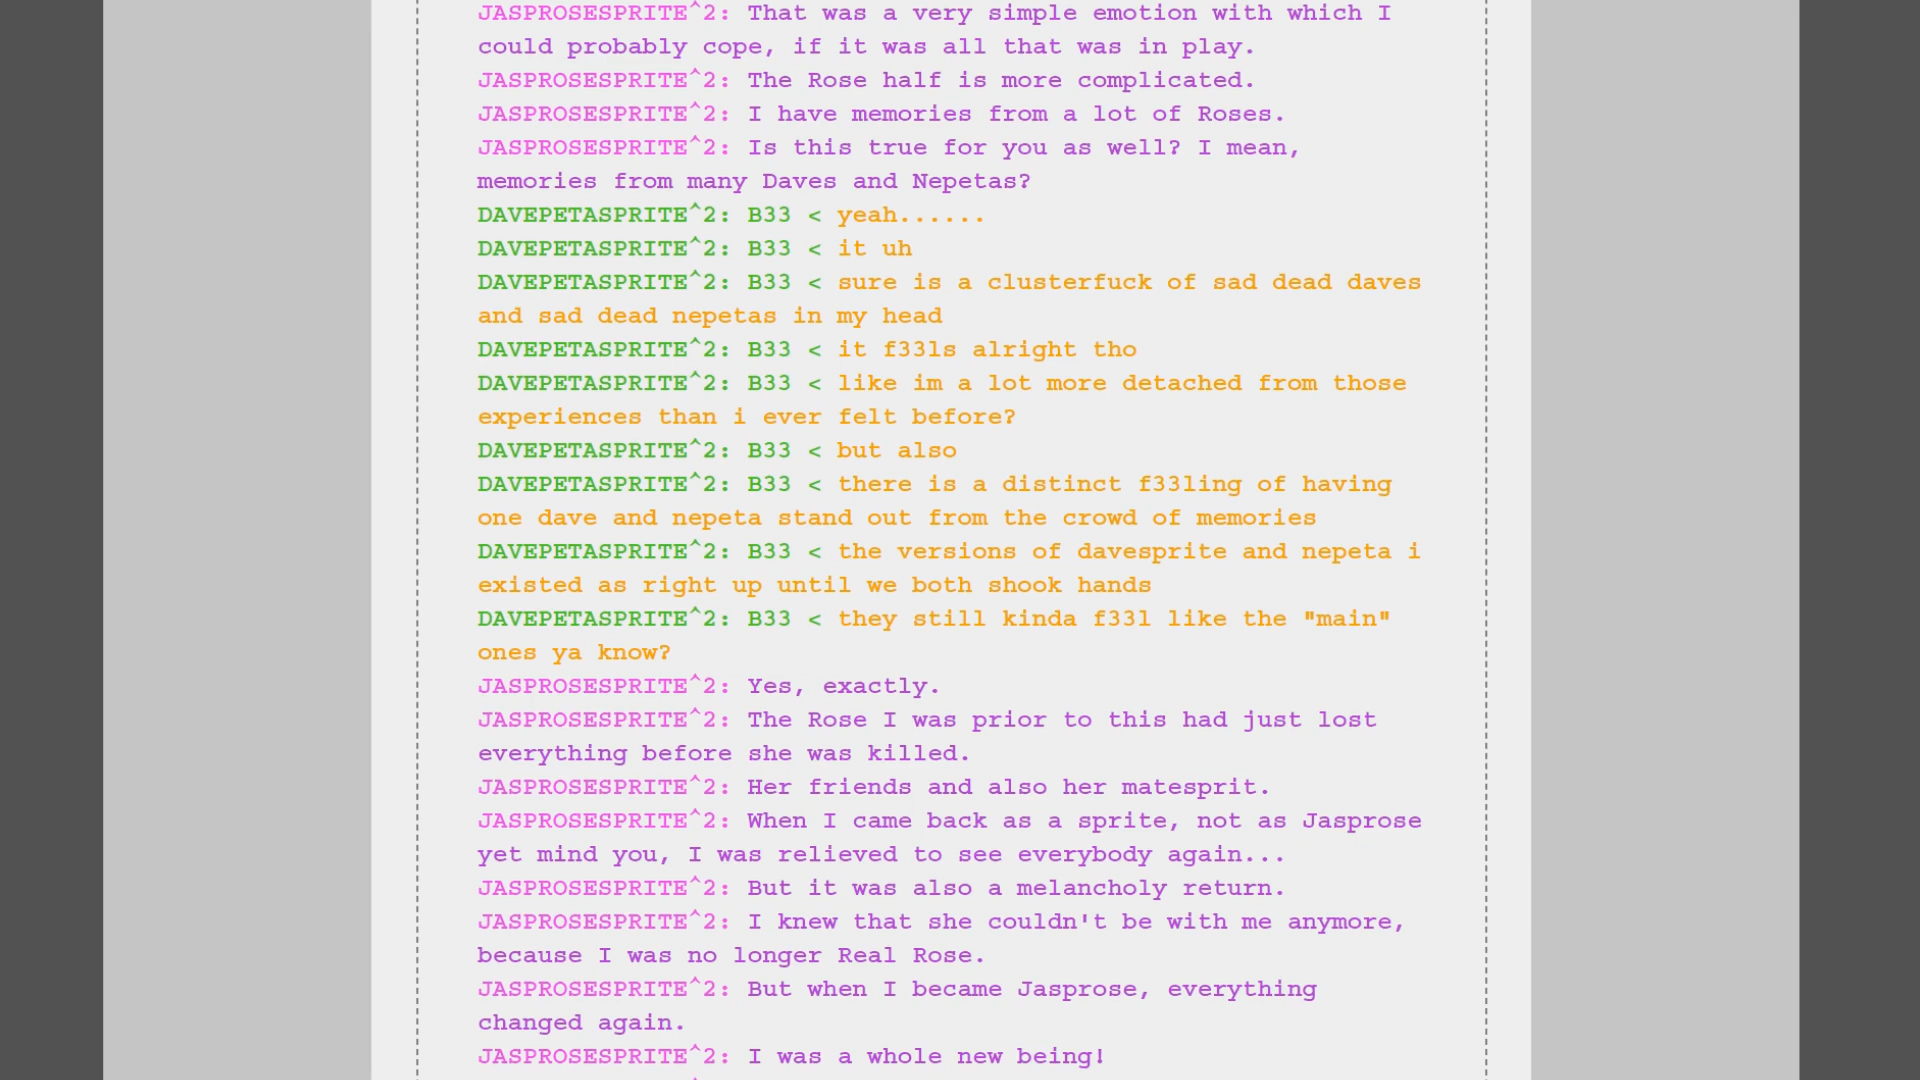 JASPROSESPRITE^2: That was a very simple emotion with which I
could probably cope, if it was all that was in play.
JASPROSESPRITE^2: The Rose half is more complicated.
JASPROSESPRITE^2: I have memories from a lot of Roses.
JASPROSESPRITE^2: Is this true for you as well? I mean,
memories from many Daves and Nepetas?
DAVEPETASPRITE^2: B33 < yeah......
DAVEPETASPRITE^2: B33 < it uh
DAVEPETASPRITE^2: B33 < sure is a clusterfuck of sad dead daves
and sad dead nepetas in my head
DAVEPETASPRITE^2: B33 < it f33ls alright tho
DAVEPETASPRITE^2: B33 < like im a lot more detached from those
experiences than i ever felt before?
DAVEPETASPRITE^2: B33 < but also
DAVEPETASPRITE^2: B33 < there is a distinct f33ling of having
one dave and nepeta stand out from the crowd of memories
DAVEPETASPRITE^2: B33 < the versions of davesprite and nepeta i
existed as right up until we both shook hands
DAVEPETASPRITE^2: B33 < they still kinda f33l like the "main"
ones ya know?
JASPROSESPRITE^2: Yes, exactly.
JASPROSESPRITE^2: The Rose I was prior to this had just lost
everything before she was killed.
JASPROSESPRITE^2: Her friends and also her matesprit.
JASPROSESPRITE^2: When I came back as a sprite, not as Jasprose
yet mind you, I was relieved to see everybody again...
JASPROSESPRITE^2: But it was also a melancholy return.
JASPROSESPRITE^2: I knew that she couldn't be with me anymore,
because I was no longer Real Rose.
JASPROSESPRITE^2: But when I became Jasprose, everything
changed again.
JASPROSESPRITE^2: I was a whole new being!